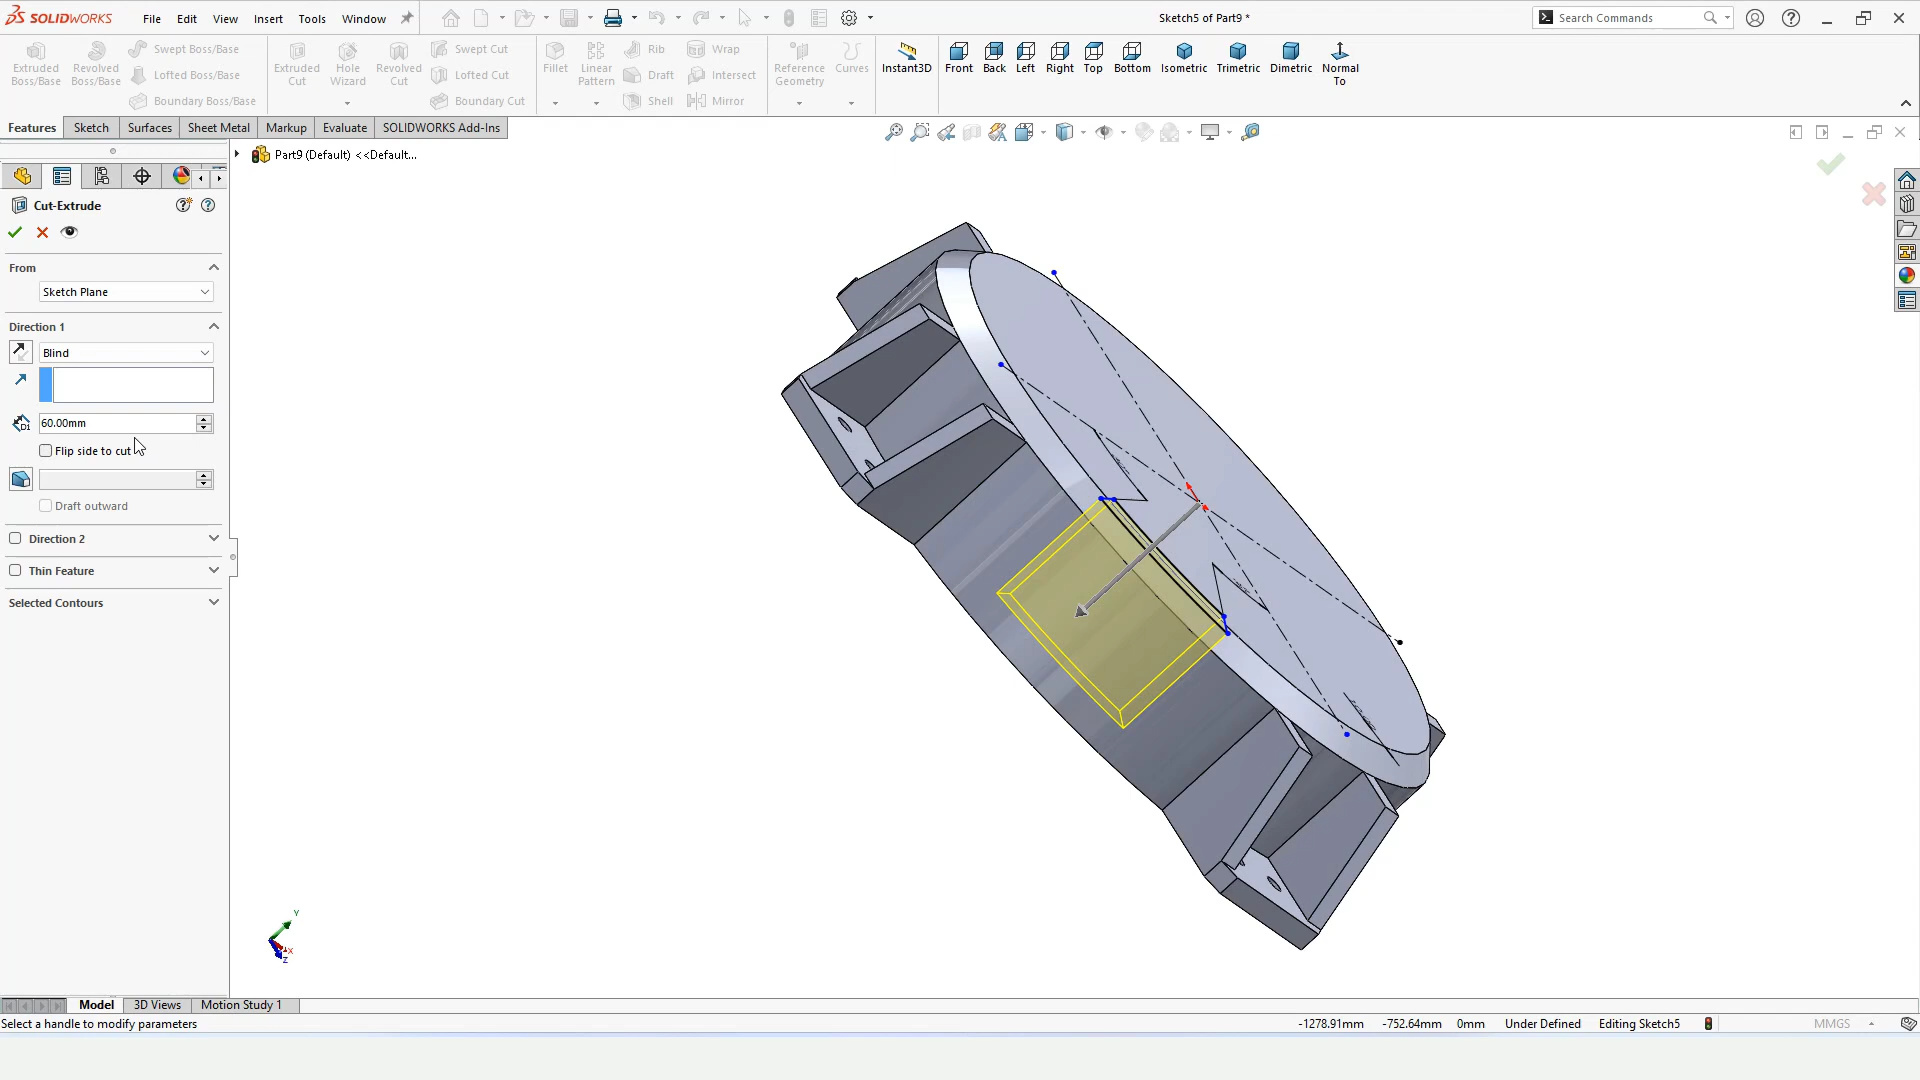 SOLIDWORKS
File
Edit
View
Insert
Tools
Window
Sketch5 of Part9 *
Search Commands
Extruded Boss/Base
Revolved Boss/Base
Swept Boss/Base
Lofted Boss/Base
Boundary Boss/Base
Extruded Cut
Hole Wizard
Revolved Cut
Swept Cut
Lofted Cut
Boundary Cut
Fillet
Linear Pattern
Rib
Draft
Shell
Wrap
Intersect
Mirror
Reference Geometry
Curves
Instant3D
Front
Back
Left
Right
Top
Bottom
Isometric
Trimetric
Dimetric
Normal To
Features
Sketch
Surfaces
Sheet Metal
Markup
Evaluate
SOLIDWORKS Add-Ins
Part9 (Default) <<Default...
Cut-Extrude
From
Sketch Plane
Direction 1
Blind
D1
60.00mm
Flip side to cut
Draft outward
Direction 2
Thin Feature
Selected Contours
Y
X
Z
Model
3D Views
Motion Study 1
Select a handle to modify parameters
-1278.91mm
-752.64mm
0mm
Under Defined
Editing Sketch5
MMGS